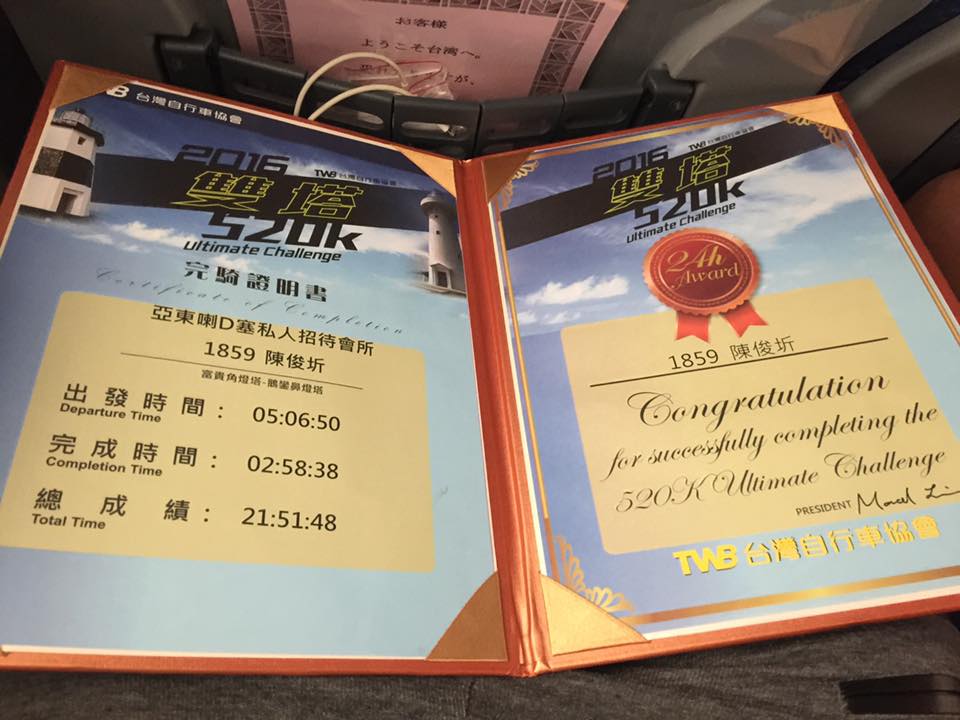 お客様
ようこそ台湾へ。
B 台灣自行車協會
2016
TWB 台灣自行車協會
雙塔
520k
Ultimate Challenge
完騎證明書
Certificate of Completion
亞東喇D塞私人招待會所
1859 陳俊圻
富貴角燈塔-鵝鑾鼻燈塔
出發時間: 05:06:50
Departure Time
完成時間: 02:58:38
Completion Time
總成績: 21:51:48
Total Time
2016
TWB 台灣自行車協會
雙塔
520k
Ultimate Challenge
24h
Award
1859 陳俊圻
Congratulation
for successfully completing the
520K Ultimate Challenge
PRESIDENT
TWB 台灣自行車協會